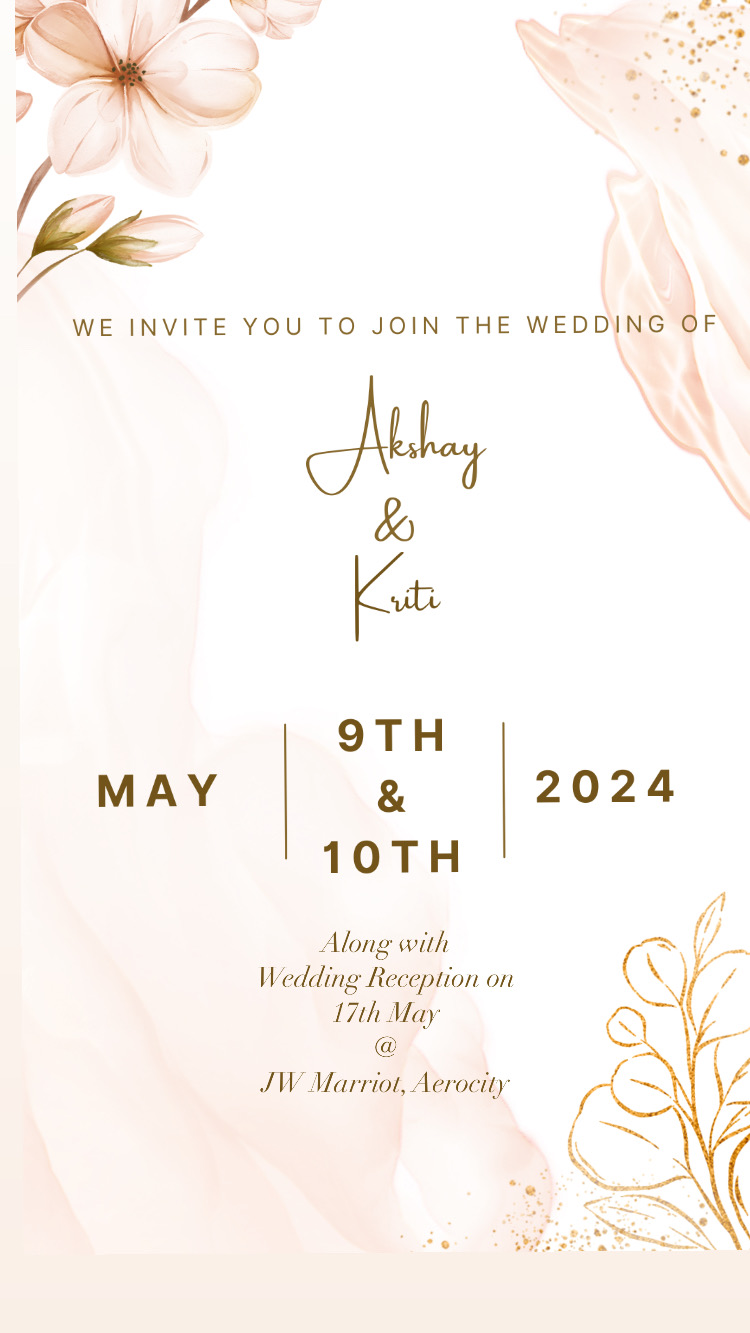 WE INVITE YOU TO JOIN THE WEDDING OF
Akshay
&
Kriti
MAY
9TH
&
10TH
2024
Along with
Wedding Reception on
17th May
@
JW Marriot, Aerocity